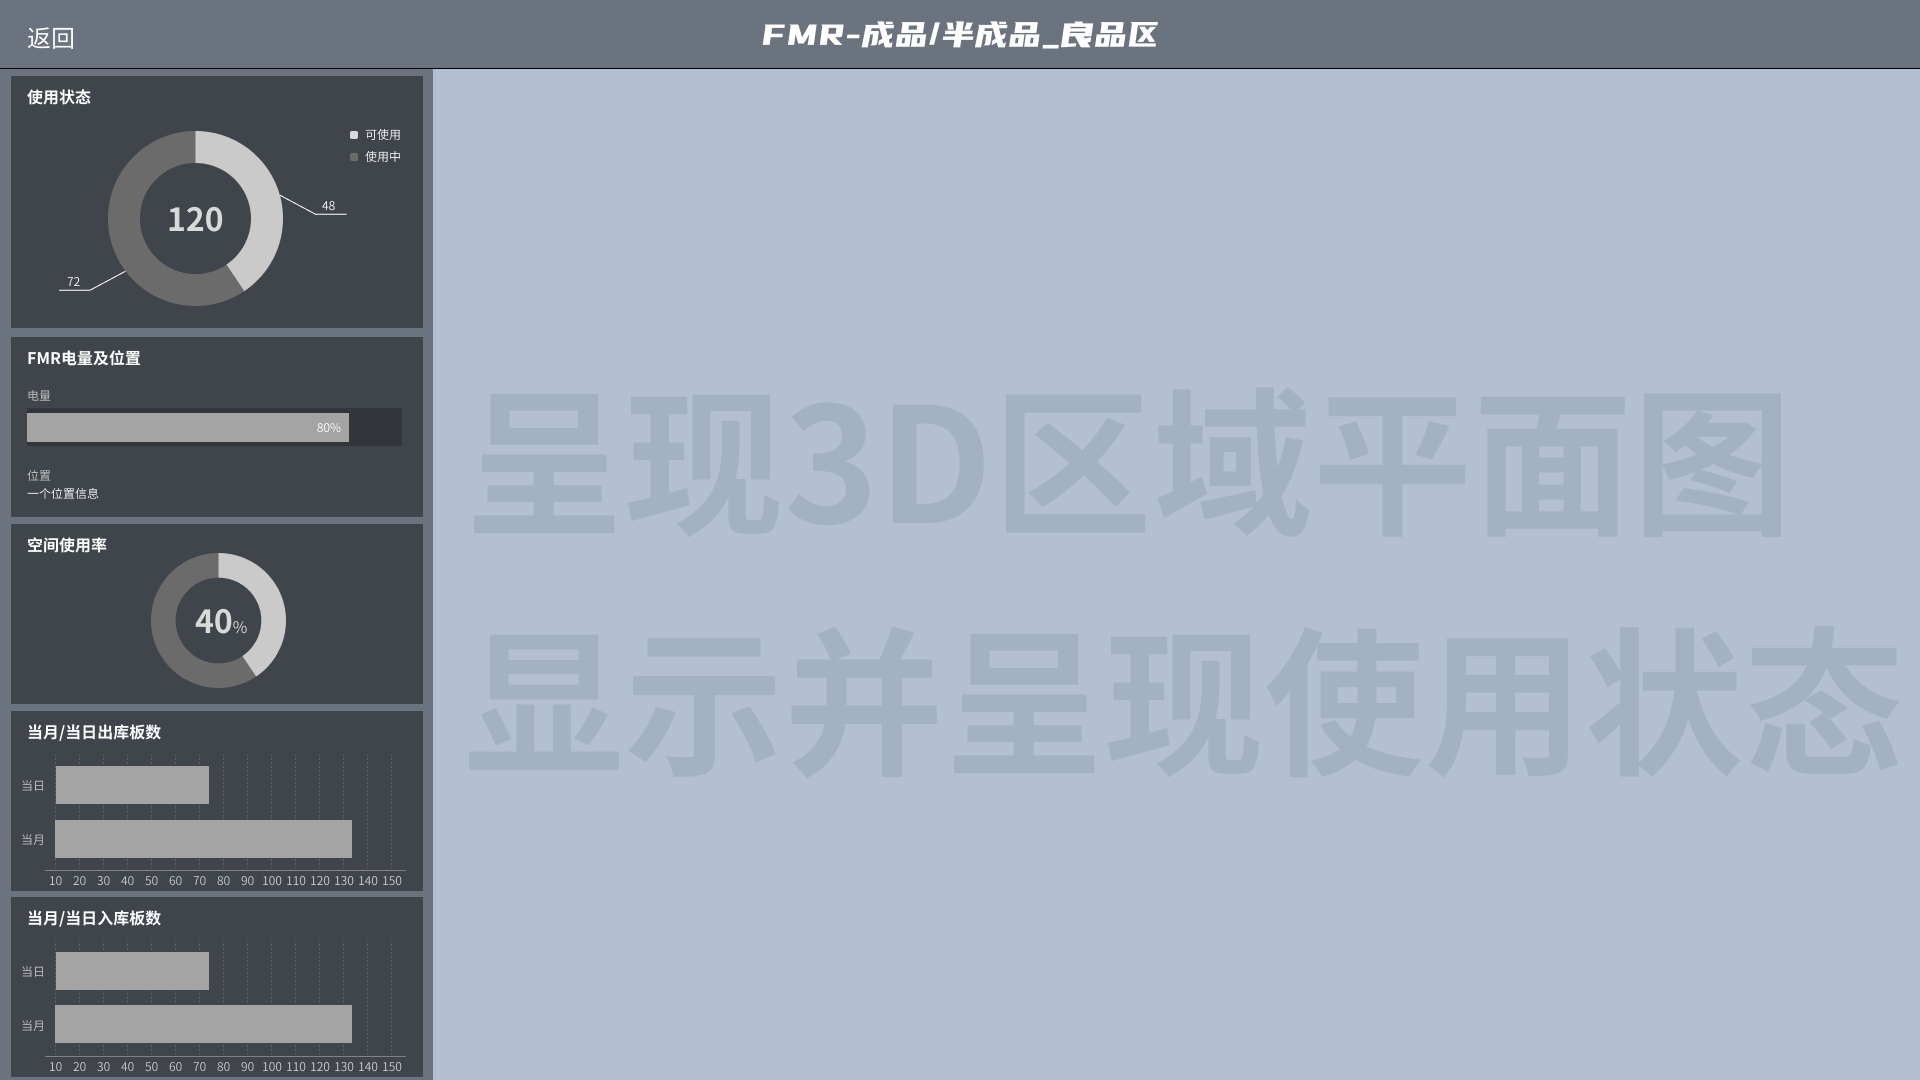 返回
FMR-成品/半成品_良品区
使用状态
可使用
使用中
120
48
72
FMR电量及位置
电量
80%
位置
一个位置信息
空间使用率
40%
当月/当日出库板数
当日
当月
10 20 30 40 50 60 70 80 90 100 110 120 130 140 150
当月/当日入库板数
当日
当月
10 20 30 40 50 60 70 80 90 100 110 120 130 140 150
呈现3D区域平面图
显示并呈现使用状态